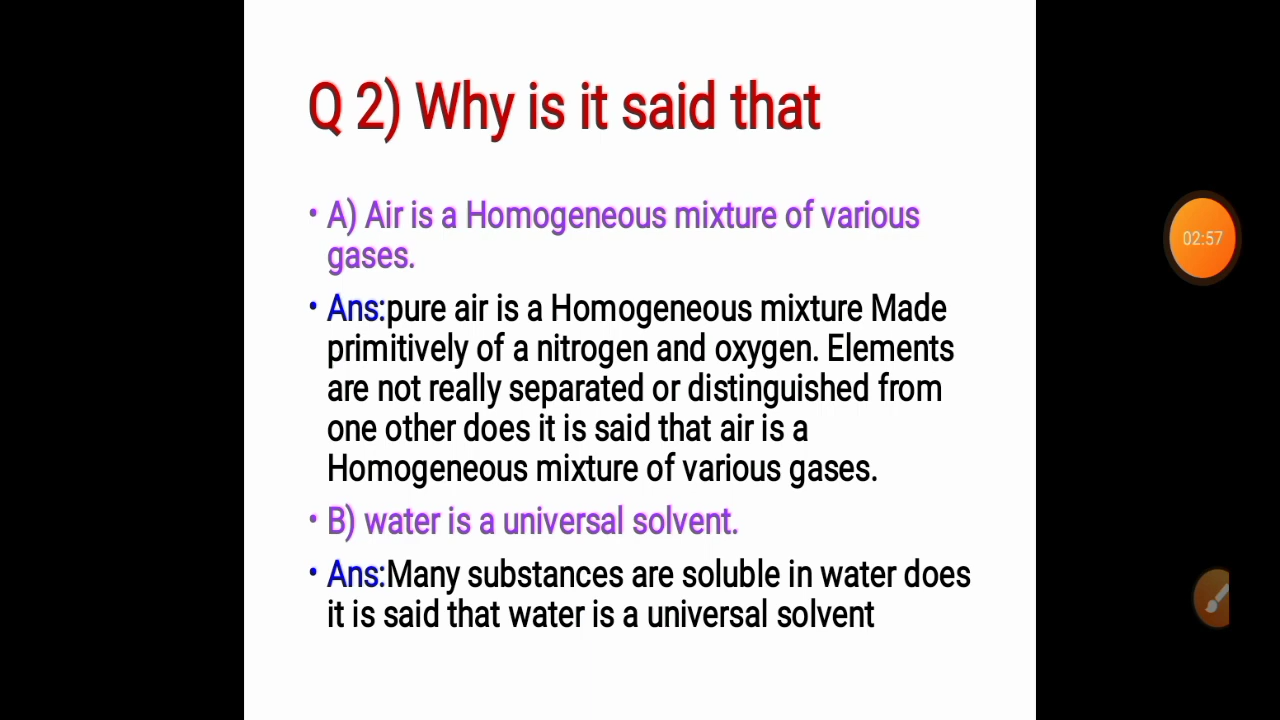 Q 2) Why is it said that
• A) Air is a Homogeneous mixture of various
gases.
• Ans:pure air is a Homogeneous mixture Made
primitively of a nitrogen and oxygen. Elements
are not really separated or distinguished from
one other does it is said that air is a
Homogeneous mixture of various gases.
• B) water is a universal solvent.
• Ans:Many substances are soluble in water does
it is said that water is a universal solvent
02:57